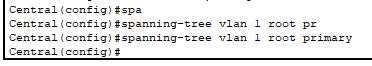 Central(config)#spa
Central(config)#spanning-tree vlan 1 root pr
Central(config)#spanning-tree vlan 1 root primary
Central(config)#